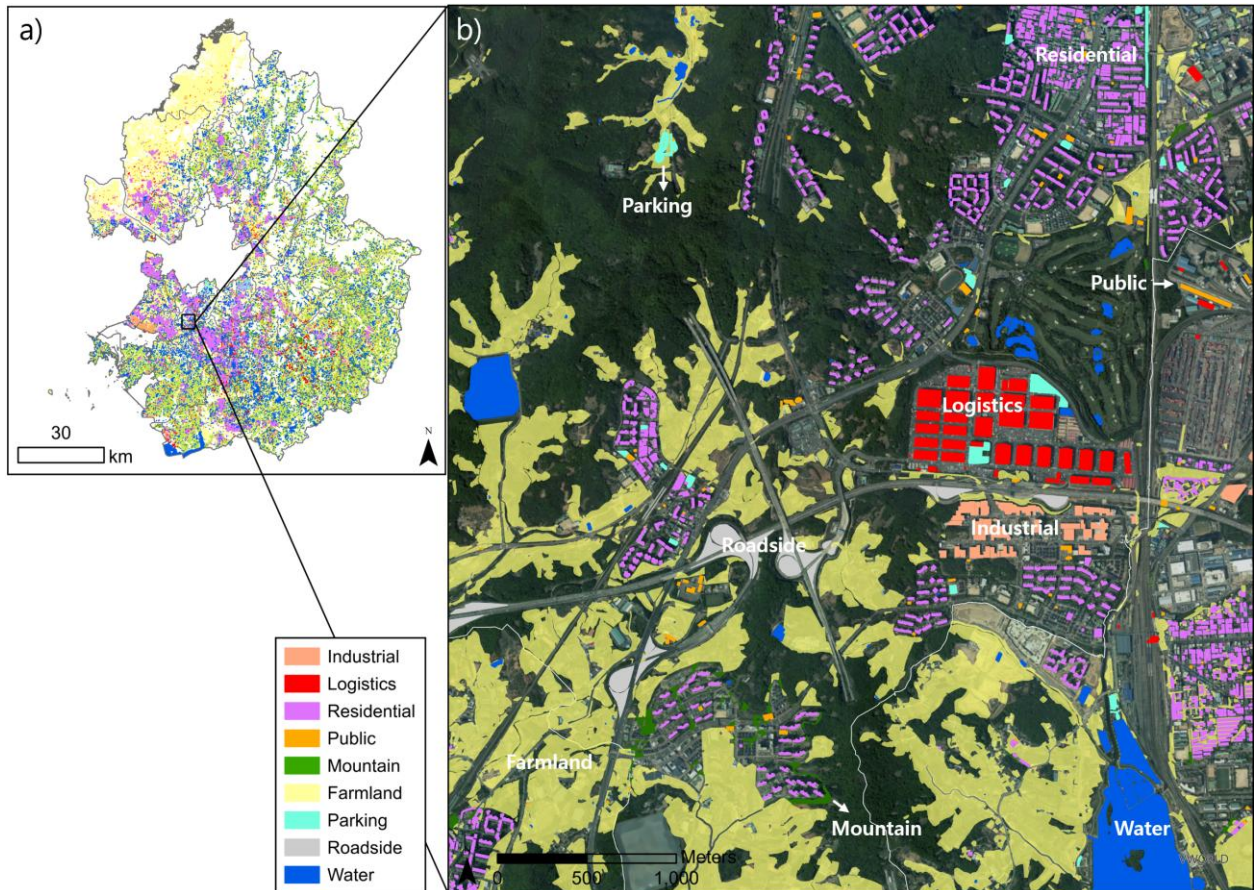 a)
N
30
km
Industrial
Logistics
Residential
Public
Mountain
Farmland
Parking
Roadside
Water
b)
Residential
Parking
Public
Logistics
Industrial
Roadside
Farmland
Mountain
Water
Meters
0 500 1,000
VWORLD